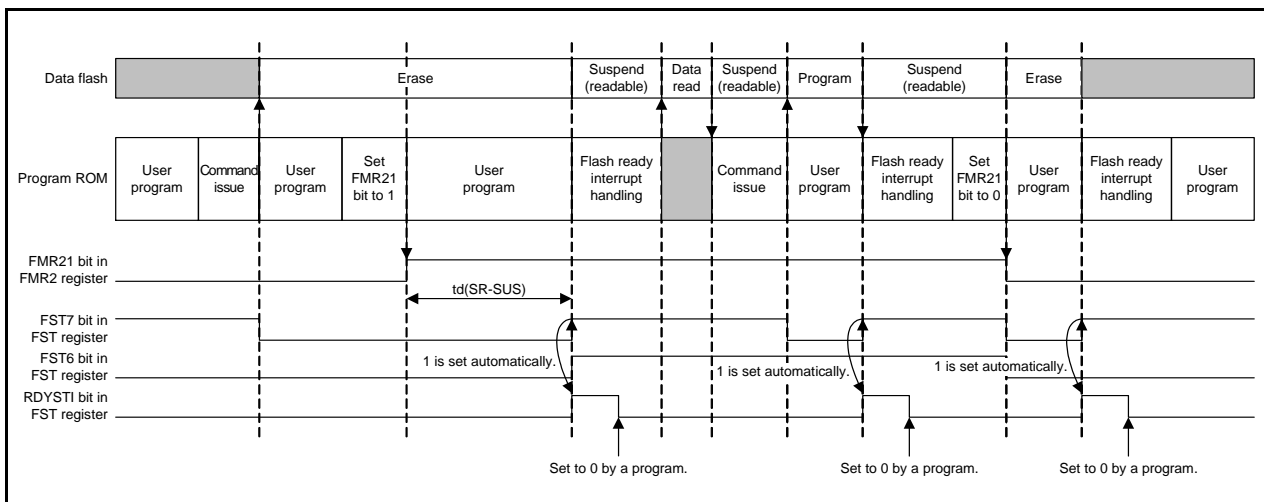 Data flash
Erase
Suspend
(readable)
Data
read
Suspend
(readable)
Program
Suspend
(readable)
Erase
Program ROM
User
program
Command
issue
User
program
Set
FMR21
bit to 1
User
program
Flash ready
interrupt
handling
Command
issue
User
program
Flash ready
interrupt
handling
Set
FMR21
bit to 0
User
program
Flash ready
interrupt
handling
User
program
FMR21 bit in
FMR2 register
td(SR-SUS)
FST7 bit in
FST register
FST6 bit in
FST register
1 is set automatically.
1 is set automatically.
1 is set automatically.
RDYSTI bit in
FST register
Set to 0 by a program.
Set to 0 by a program.
Set to 0 by a program.